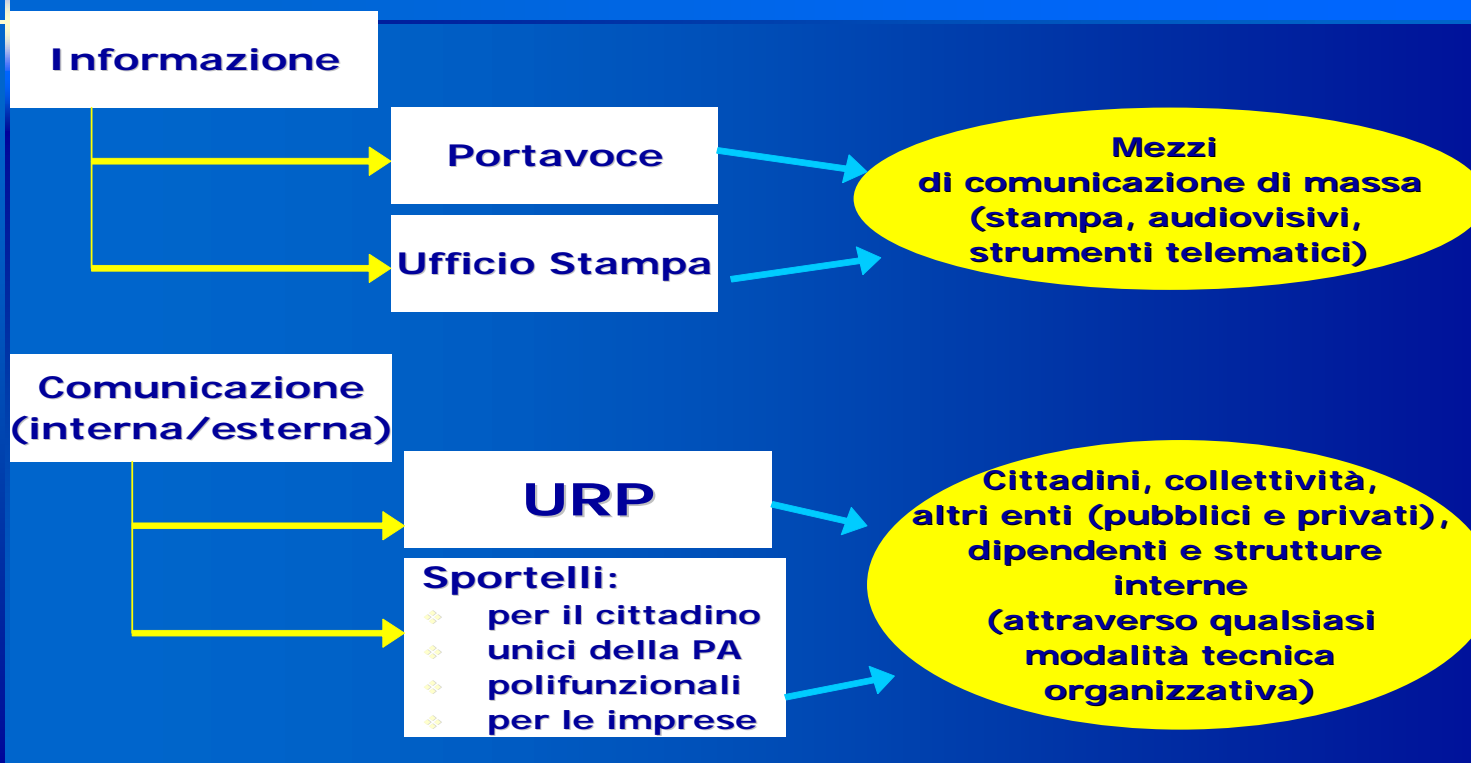 Informazione
Portavoce
Ufficio Stampa
Mezzi
di comunicazione di massa
(stampa, audiovisivi,
strumenti telematici)
Comunicazione
(interna/esterna)
URP
Sportelli:
per il cittadino
unici della PA
polifunzionali
per le imprese
Cittadini, collettività,
altri enti (pubblici e privati),
dipendenti e strutture
interne
(attraverso qualsiasi
modalità tecnica
organizzativa)